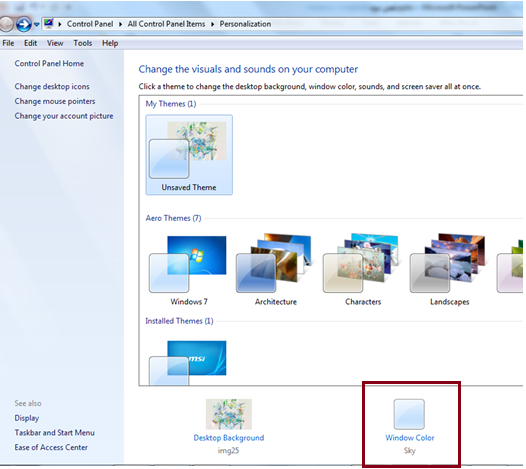 Control Panel ▸ All Control Panel Items ▸ Personalization
File Edit View Tools Help
Control Panel Home
Change desktop icons
Change mouse pointers
Change your account picture
Change the visuals and sounds on your computer
Click a theme to change the desktop background, window color, sounds, and screen saver all at once.
My Themes (1)
Unsaved Theme
Aero Themes (7)
Windows 7 Architecture Characters Landscapes
Installed Themes (1)
msi
See also
Display
Taskbar and Start Menu
Ease of Access Center
Desktop Background
img25
Window Color
Sky